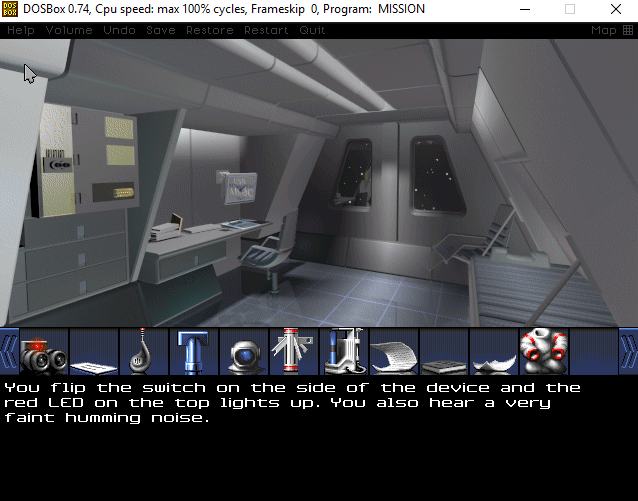 DOSBox 0.74, Cpu speed: max 100% cycles, Frameskip 0, Program: MISSION
Help Volume Undo Save Restore Restart Quit Map
You flip the switch on the side of the device and the
red LED on the top lights up. You also hear a very
faint humming noise.